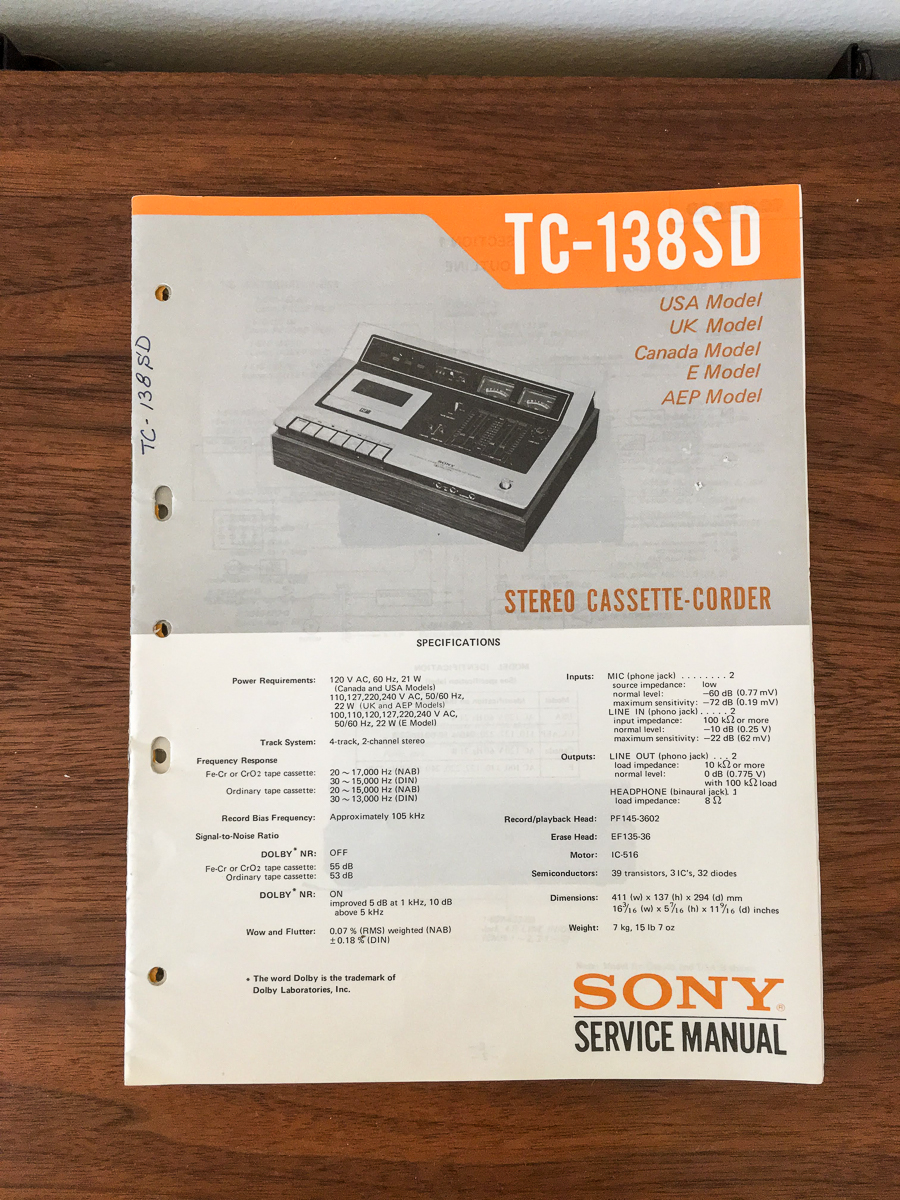 TC-138SD
USA Model
UK Model
Canada Model
E Model
AEP Model
TC-138SD
SONY
STEREO CASSETTE-CORDER
SPECIFICATIONS
Power Requirements: 120 V AC, 60 Hz, 21 W
(Canada and USA Models)
110,127,220,240 V AC, 50/60 Hz,
22 W (UK and AEP Models)
100,110,120,127,220,240 V AC,
50/60 Hz, 22 W (E Model)
Track System: 4-track, 2-channel stereo
Frequency Response
Fe-Cr or CrO2 tape cassette: 20 ~ 17,000 Hz (NAB)
30 ~ 15,000 Hz (DIN)
Ordinary tape cassette: 20 ~ 15,000 Hz (NAB)
30 ~ 13,000 Hz (DIN)
Record Bias Frequency: Approximately 105 kHz
Signal-to-Noise Ratio
DOLBY* NR: OFF
Fe-Cr or CrO2 tape cassette: 55 dB
Ordinary tape cassette: 53 dB
DOLBY* NR: ON
improved 5 dB at 1 kHz, 10 dB
above 5 kHz
Wow and Flutter: 0.07 % (RMS) weighted (NAB)
± 0.18 % (DIN)
* The word Dolby is the trademark of
Dolby Laboratories, Inc.
Inputs: MIC (phone jack) . . . . . . . . 2
source impedance: low
normal level: −60 dB (0.77 mV)
maximum sensitivity: −72 dB (0.19 mV)
LINE IN (phono jack) . . . . . 2
input impedance: 100 kΩ or more
normal level: −10 dB (0.25 V)
maximum sensitivity: −22 dB (62 mV)
Outputs: LINE OUT (phono jack) . . . 2
load impedance: 10 kΩ or more
normal level: 0 dB (0.775 V)
with 100 kΩ load
HEADPHONE (binaural jack). 1
load impedance: 8 Ω
Record/playback Head: PF145-3602
Erase Head: EF135-36
Motor: IC-516
Semiconductors: 39 transistors, 3 IC's, 32 diodes
Dimensions: 411 (w) x 137 (h) x 294 (d) mm
16 3/16 (w) x 5 7/16 (h) x 11 9/16 (d) inches
Weight: 7 kg, 15 lb 7 oz
SONY®
SERVICE MANUAL